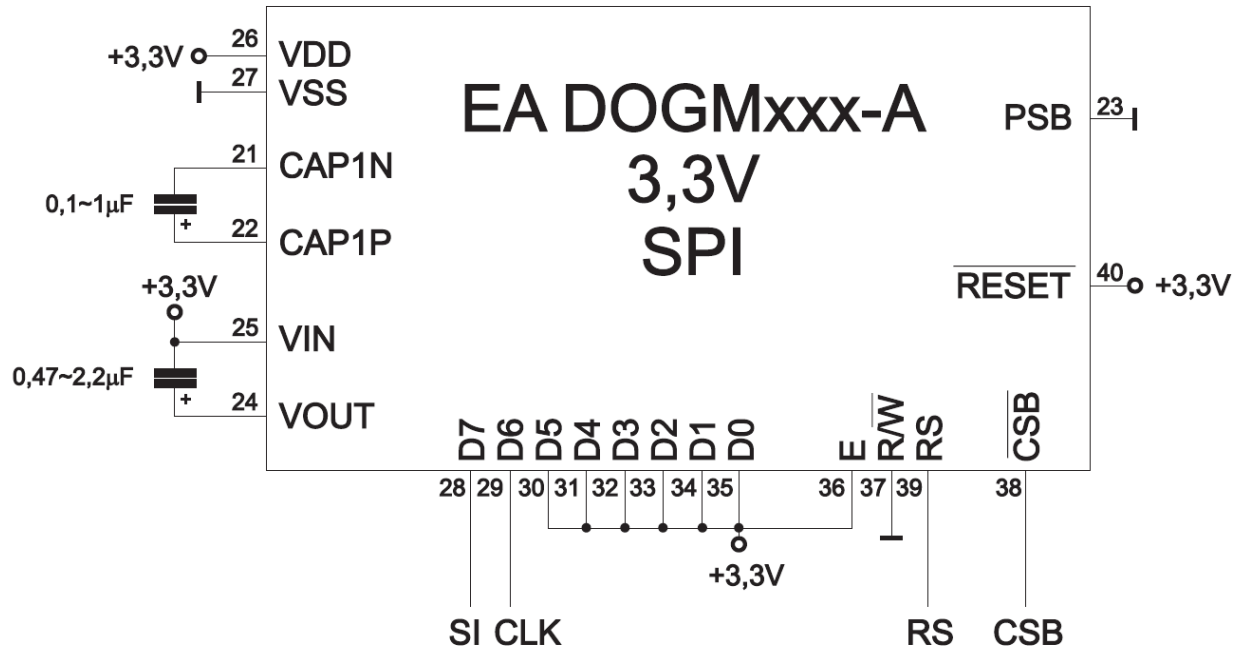 EA DOGMxxx-A
3,3V
SPI
+3,3V 26 VDD
27 VSS
21 CAP1N
0,1~1µF +
22 CAP1P
+3,3V
25 VIN
0,47~2,2µF +
24 VOUT
PSB 23
RESET 40 +3,3V
D7 D6 D5 D4 D3 D2 D1 D0 E R/W RS CSB
28 29 30 31 32 33 34 35 36 37 39 38
+3,3V
SI CLK RS CSB